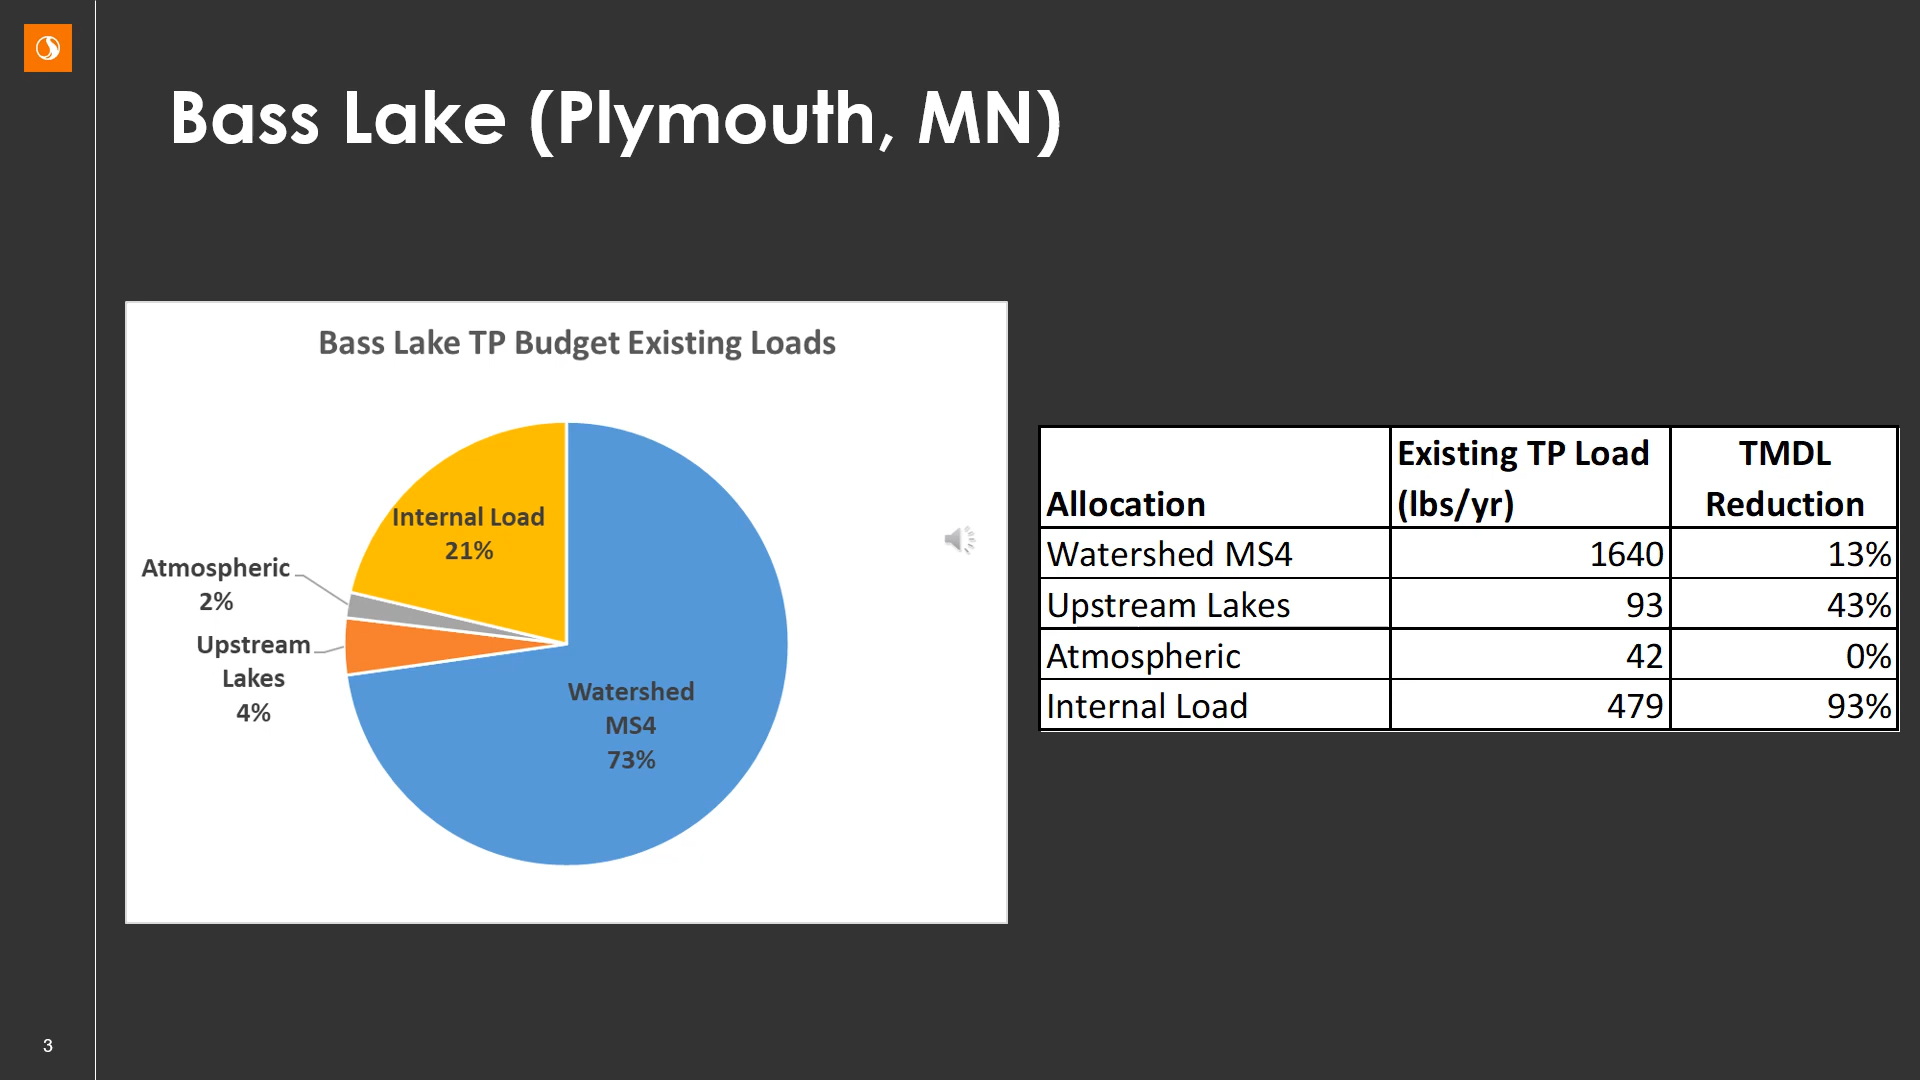 Bass Lake (Plymouth, MN)
Bass Lake TP Budget Existing Loads
Internal Load
21%
Atmospheric
2%
Upstream
Lakes
4%
Watershed
MS4
73%
Allocation Existing TP Load (lbs/yr) TMDL Reduction
Watershed MS4 1640 13%
Upstream Lakes 93 43%
Atmospheric 42 0%
Internal Load 479 93%
3